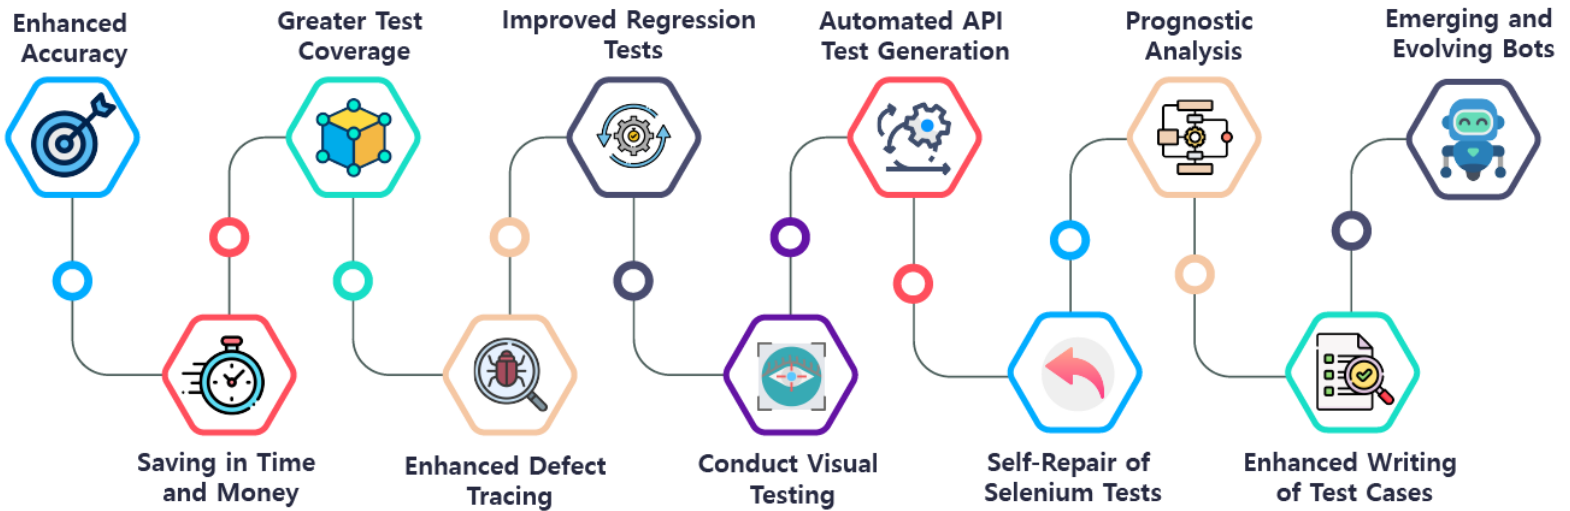 Enhanced
Accuracy
Saving in Time
and Money
Greater Test
Coverage
Enhanced Defect
Tracing
Improved Regression
Tests
Conduct Visual
Testing
Automated API
Test Generation
Self-Repair of
Selenium Tests
Prognostic
Analysis
Enhanced Writing
of Test Cases
Emerging and
Evolving Bots